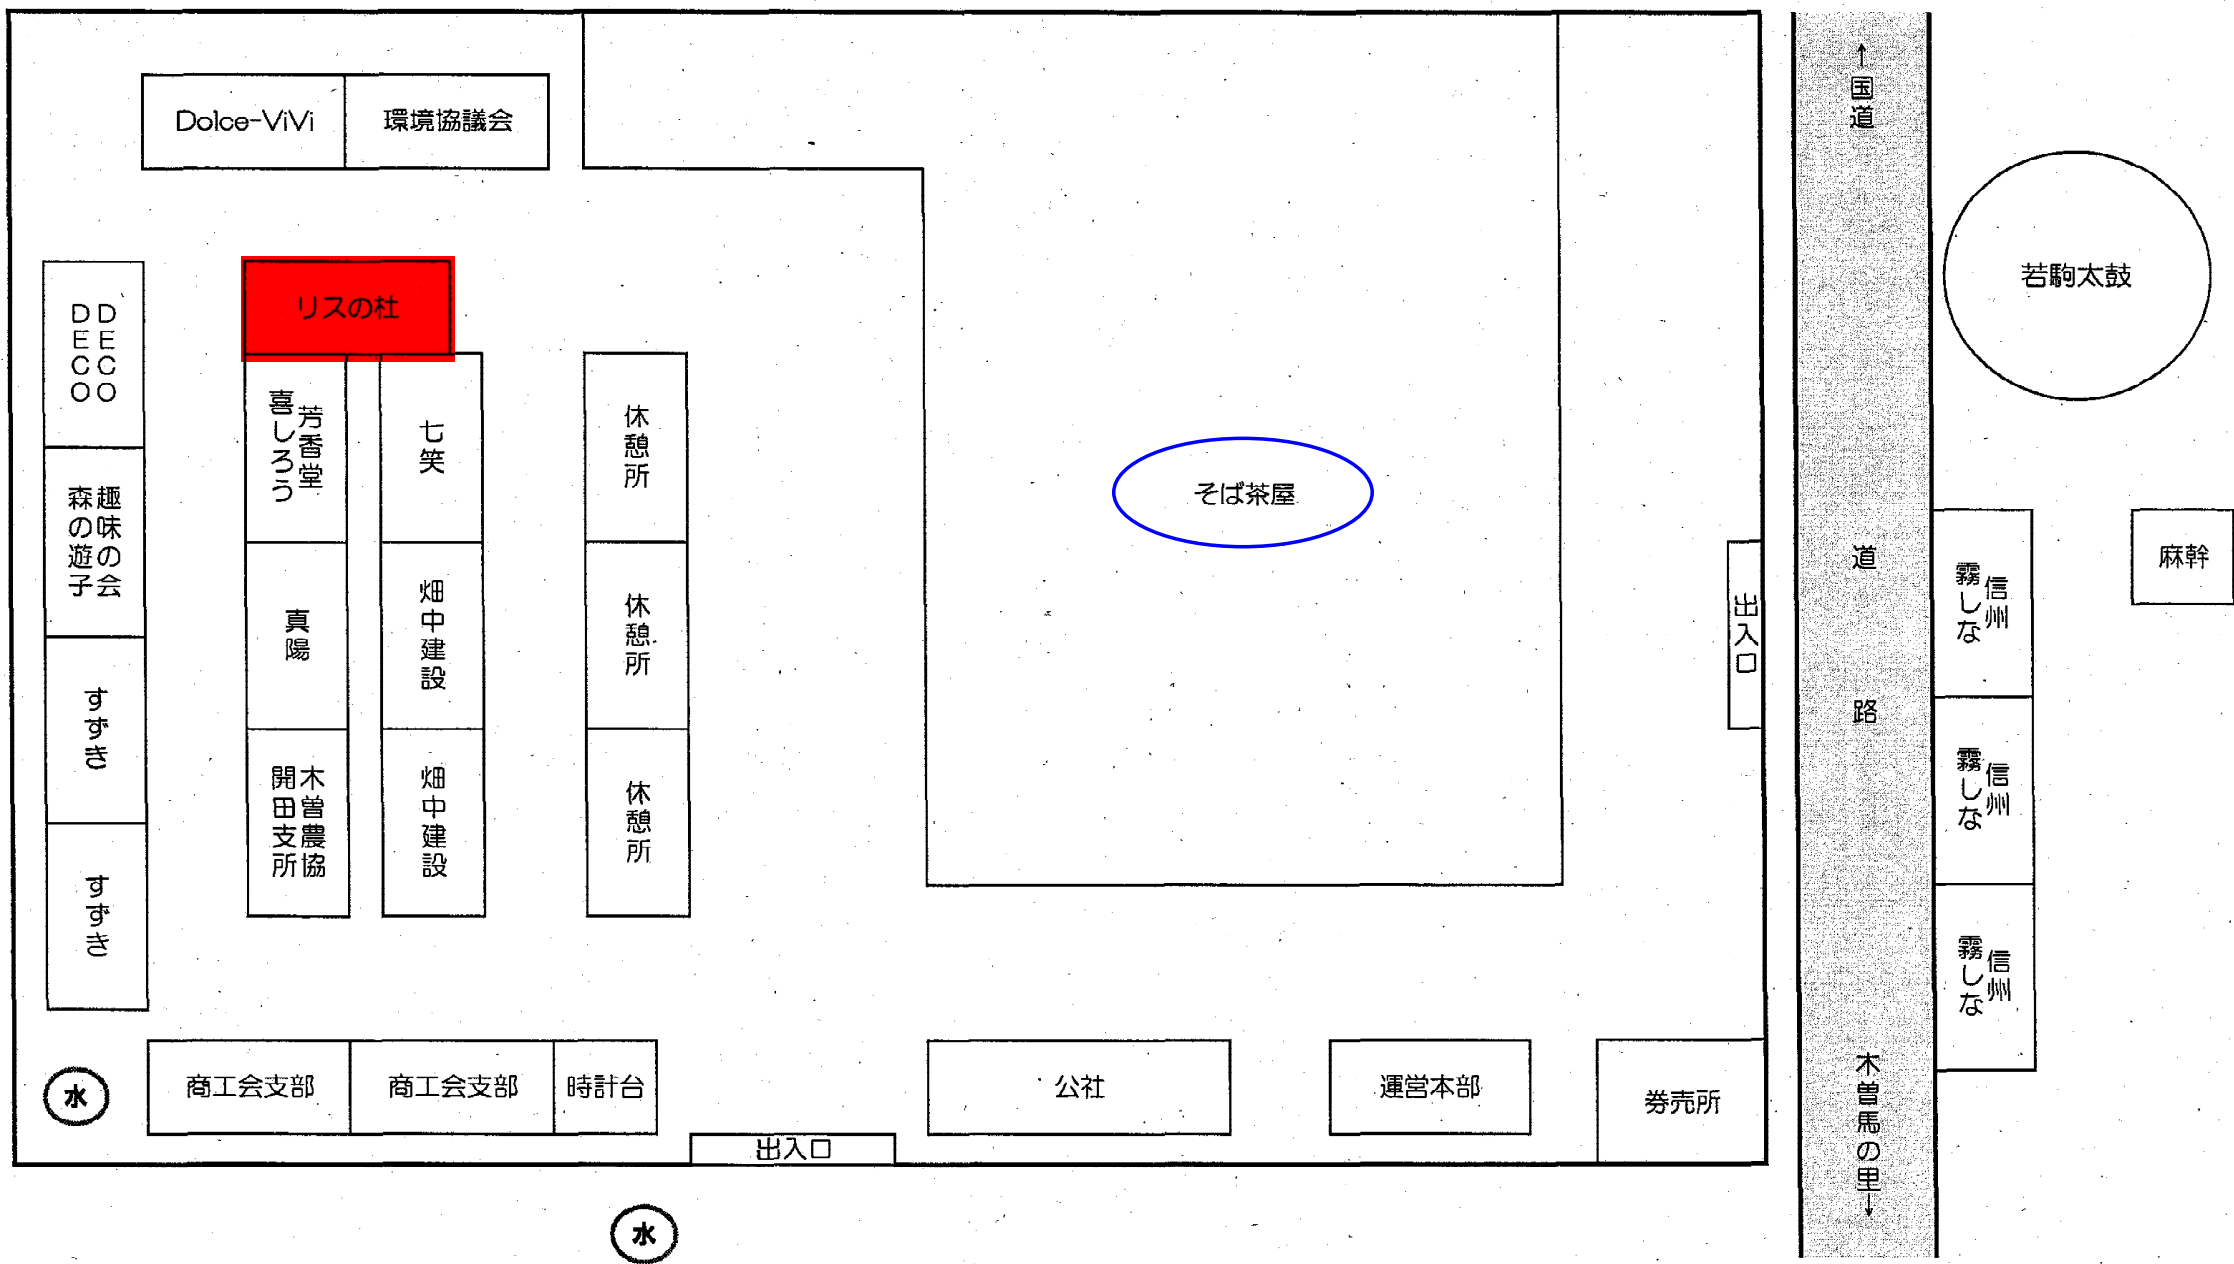 Dolce-ViVi
環境協議会
リスの杜
DECO
DECO
趣味の会
森の遊子
すずき
すずき
芳香堂
喜しろう
真陽
木曽農協
開田支所
七笑
畑中建設
畑中建設
休憩所
休憩所
休憩所
そば茶屋
出入口
商工会支部
商工会支部
時計台
出入口
公社
運営本部
券売所
水
水
↑国道
道路
木曽馬の里↓
若駒太鼓
麻幹
信州
霧しな
信州
霧しな
信州
霧しな